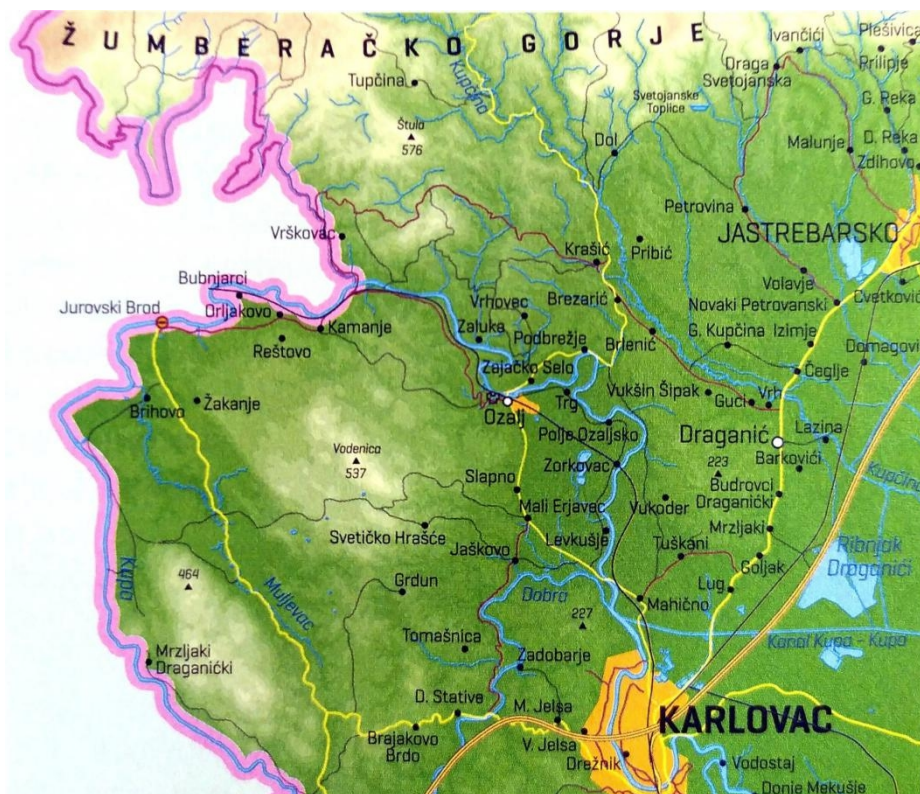 ŽUMBERAČKO GORJE
Ivančići
Plešivica
Prilipje
Draga
Svetojanska
Tupčina
Kupčina
Svetojanske
Toplice
G. Reka
Štula
576
Dol
Malunje
D. Reka
Zdihovo
Petrovina
JASTREBARSKO
Vrškovac
Krašić
Pribić
Volavje
Cvetković
Bubnjarci
Jurovski Brod
Orljakovo
Vrhovec
Brezarić
Novaki Petrovanski
Kamanje
Zaluka
Podbrežje
Brlenić
G. Kupčina
Izimje
Domagovi
Reštovo
Zajačko Selo
Vukšin Šipak
Čeglje
Brihovo
Žakanje
Ozalj
Trg
Guci
Vrh
Polje Ozaljsko
Draganić
Lazina
Vodenica
537
Zorkovac
223
Barkovići
Kupčina
Slapno
Budrovci
Draganićki
Mali Erjavec
Vukoder
Mrzljaki
Svetičko Hrašće
Levkušje
Tuškani
Ribnjak
Draganići
Jaškovo
Goljak
464
Kupa
Muljevac
Grdun
Dobra
Lug
227
Mahično
Kanal Kupa - Kupa
Tomašnica
Mrzljaki
Draganićki
Zadobarje
D. Stative
M. Jelsa
KARLOVAC
Brajakovo
Brdo
V. Jelsa
Drežnik
Vodostaj
Donje Mekušje